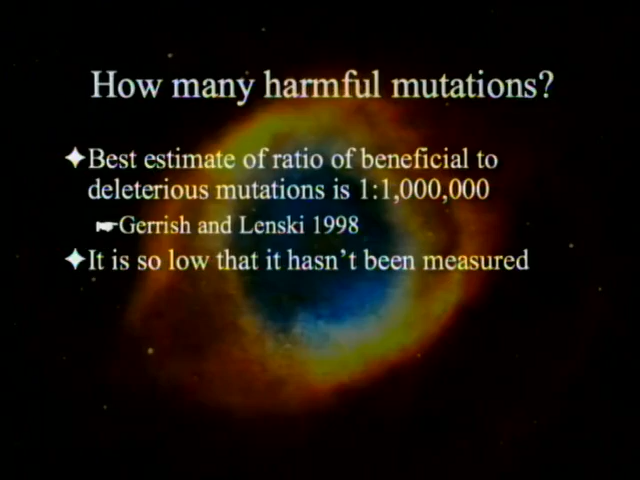 How many harmful mutations?
Best estimate of ratio of beneficial to
deleterious mutations is 1:1,000,000
Gerrish and Lenski 1998
It is so low that it hasn't been measured